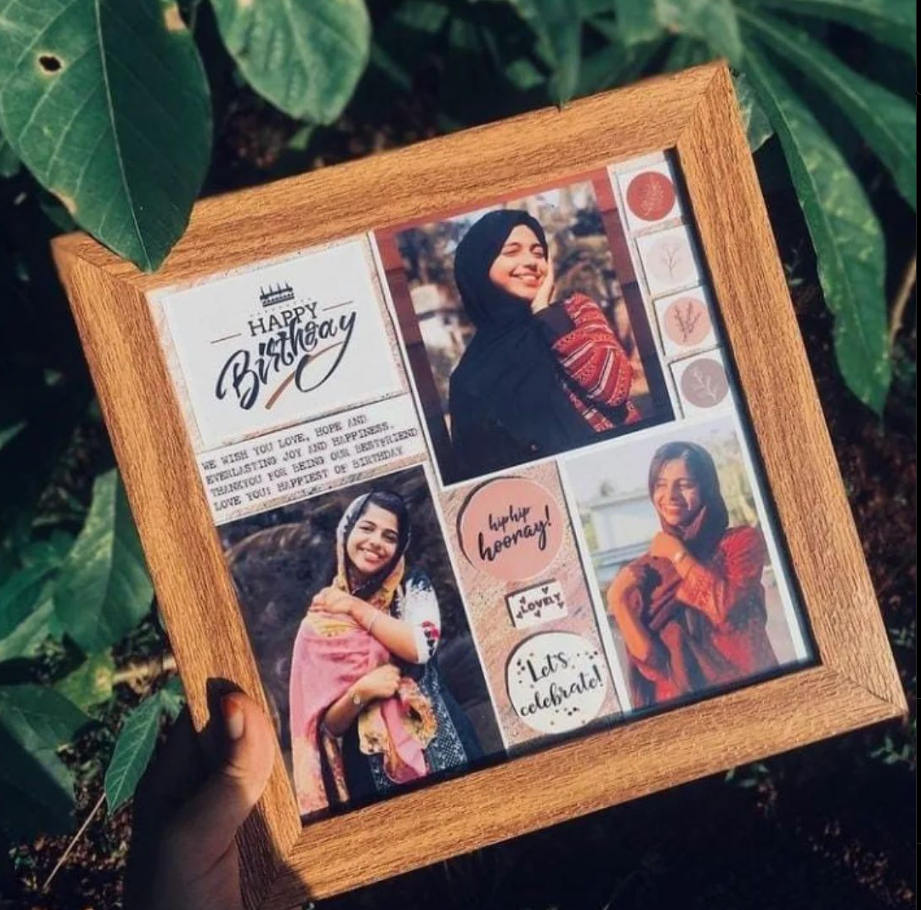 HAPPY
Birthday
WE WISH YOU LOVE, HOPE AND
EVERLASTING JOY AND HAPPINESS.
THANKYOU FOR BEING OUR BESTFRIEND
LOVE YOU! HAPPIEST OF BIRTHDAY
hip hip
hooray!
LOVELY
Let's
celebrate!